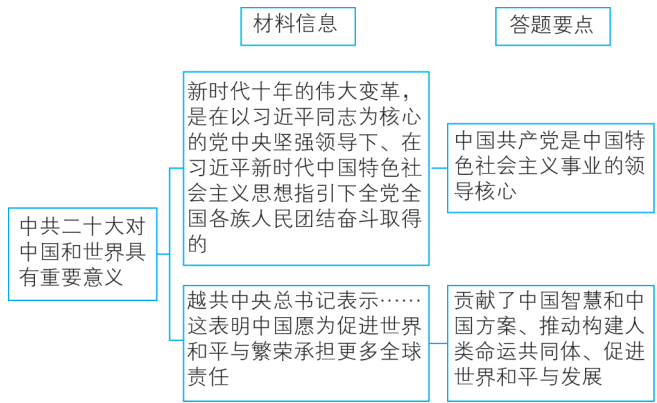 材料信息
答题要点
新时代十年的伟大变革，
是在以习近平同志为核心
的党中央坚强领导下、在
习近平新时代中国特色社
会主义思想指引下全党全
国各族人民团结奋斗取得
的
中国共产党是中国特
色社会主义事业的领
导核心
中共二十大对
中国和世界具
有重要意义
越共中央总书记表示……
这表明中国愿为促进世界
和平与繁荣承担更多全球
责任
贡献了中国智慧和中
国方案、推动构建人
类命运共同体、促进
世界和平与发展